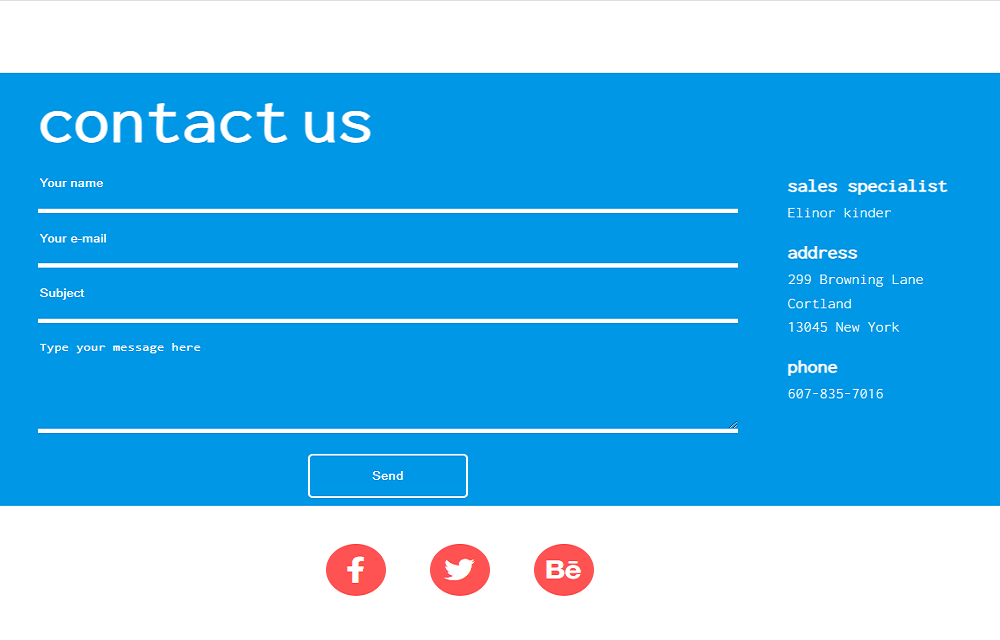 contact us
Your name
Your e-mail
Subject
Type your message here
Send
sales specialist
Elinor kinder
address
299 Browning Lane
Cortland
13045 New York
phone
607-835-7016
f
Bē